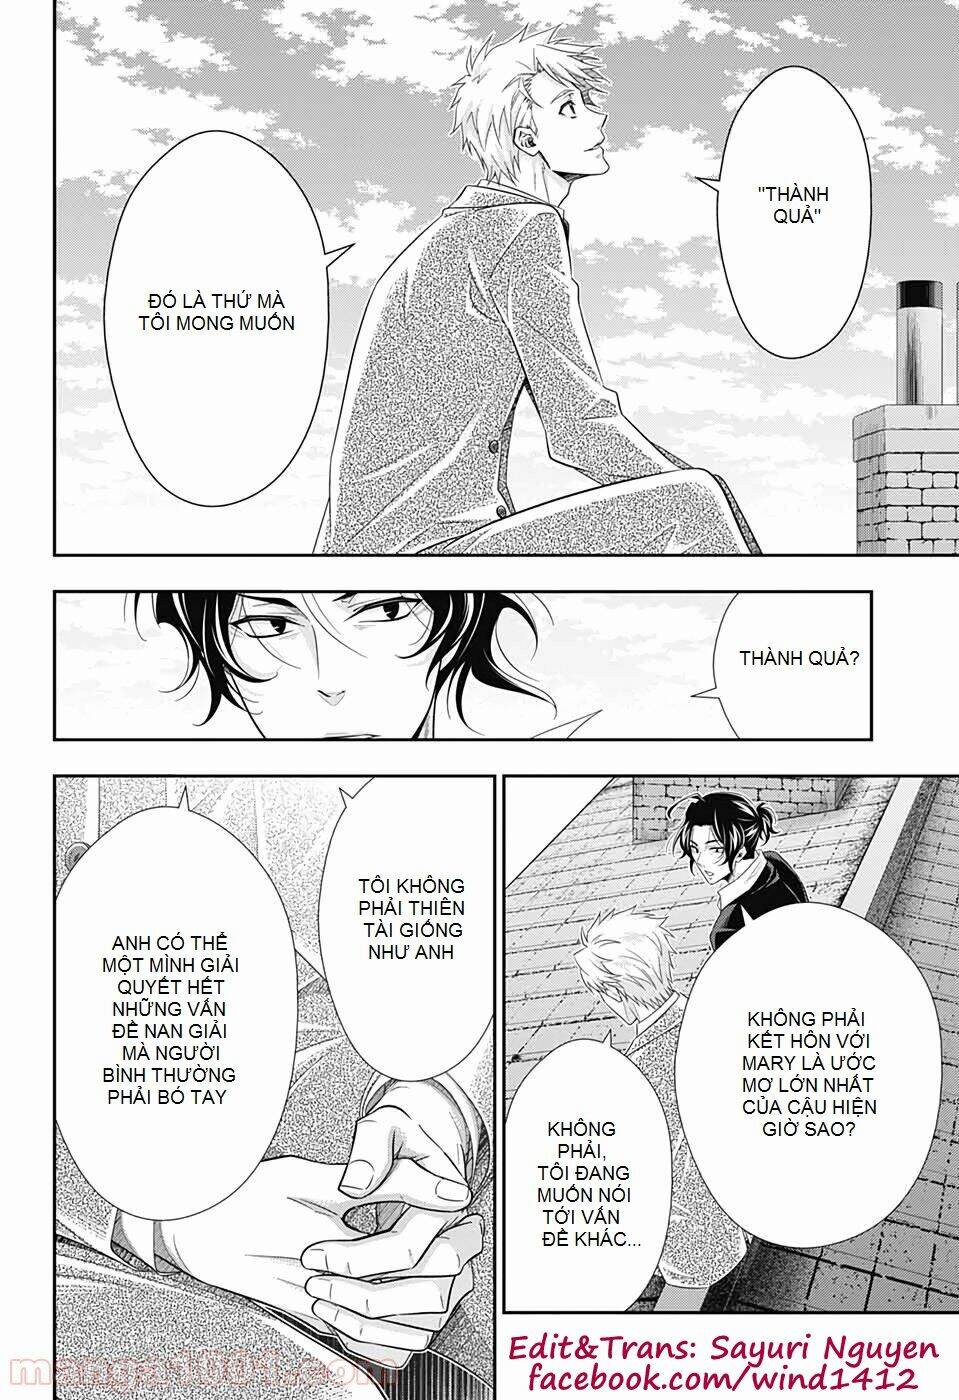 "THÀNH
QUẢ"
ĐÓ LÀ THỨ MÀ
TÔI MONG MUỐN
THÀNH QUẢ?
KHÔNG PHẢI
KẾT HÔN VỚI
MARY LÀ ƯỚC
MƠ LỚN NHẤT
CỦA CẬU HIỆN
GIỜ SAO?
KHÔNG
PHẢI,
TÔI ĐANG
MUỐN NÓI
TỚI VẤN
ĐỀ KHÁC...
TÔI KHÔNG
PHẢI THIÊN
TÀI GIỐNG
NHƯ ANH
ANH CÓ THỂ
MỘT MÌNH GIẢI
QUYẾT HẾT
NHỮNG VẤN
ĐỀ NAN GIẢI
MÀ NGƯỜI
BÌNH THƯỜNG
PHẢI BÓ TAY
Edit&Trans: Sayuri Nguyen
facebook.com/wind1412
manga1001.com